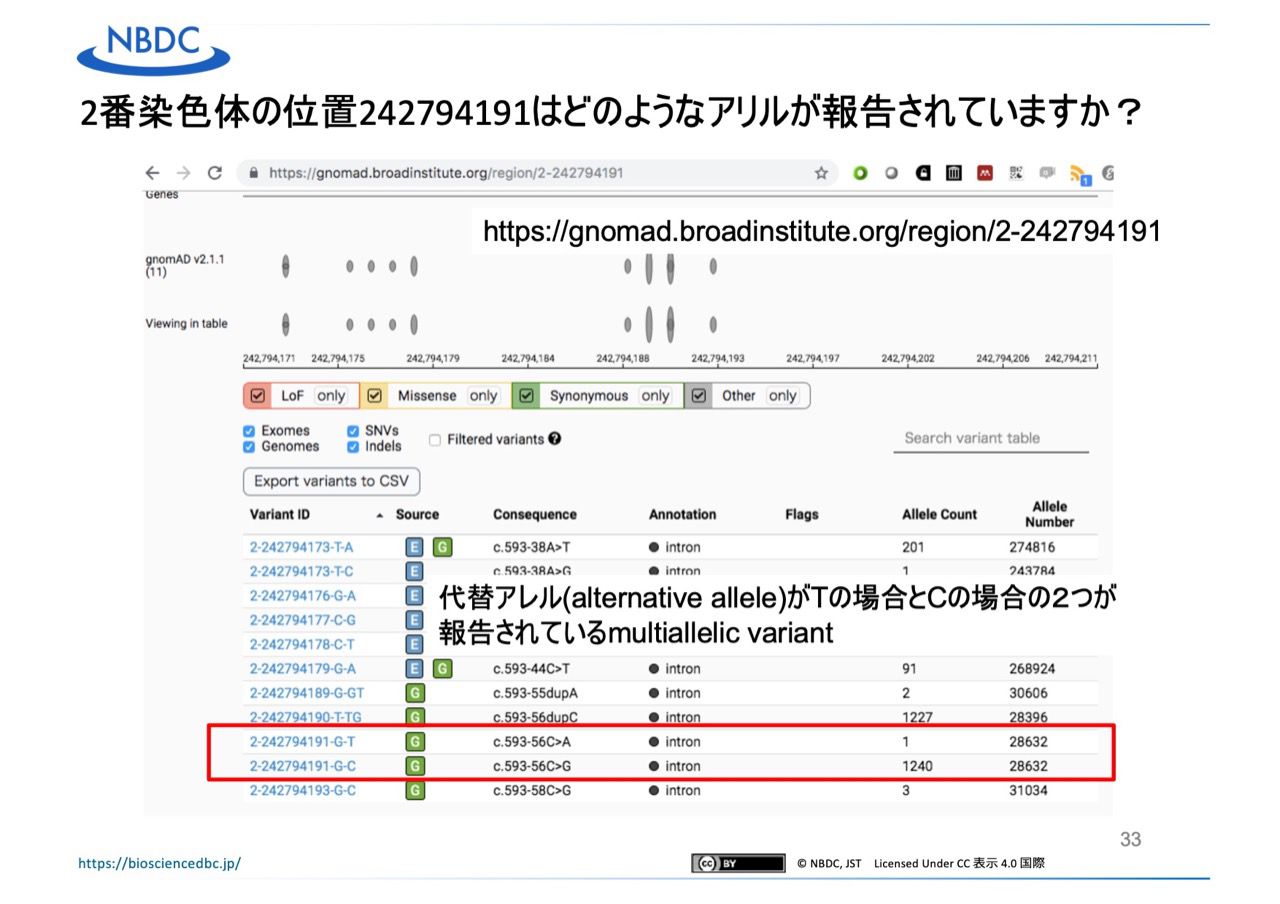 NBDC
2番染色体の位置242794191はどのようなアリルが報告されていますか？
https://gnomad.broadinstitute.org/region/2-242794191
1
Genes
https://gnomad.broadinstitute.org/region/2-242794191
gnomAD v2.1.1
(11)
Viewing in table
242,794,171 242,794,175 242,794,179 242,794,184 242,794,188 242,794,193 242,794,197 242,794,202 242,794,206 242,794,211
LoF only Missense only Synonymous only Other only
Exomes SNVs
Genomes Indels Filtered variants ? Search variant table
Export variants to CSV
Variant ID Source Consequence Annotation Flags Allele Count Allele Number
2-242794173-T-A E G c.593-38A>T intron 201 274816
2-242794173-T-C E c.593-38A>G intron 1 243784
2-242794176-G-A E
2-242794177-C-G E
2-242794178-C-T E
代替アレル(alternative allele)がTの場合とCの場合の2つが
報告されているmultiallelic variant
2-242794179-G-A E G c.593-44C>T intron 91 268924
2-242794189-G-GT G c.593-55dupA intron 2 30606
2-242794190-T-TG G c.593-56dupC intron 1227 28396
2-242794191-G-T G c.593-56C>A intron 1 28632
2-242794191-G-C G c.593-56C>G intron 1240 28632
2-242794193-G-C G c.593-58C>G intron 3 31034
33
https://biosciencedbc.jp/
cc BY © NBDC, JST Licensed Under CC 表示 4.0 国際